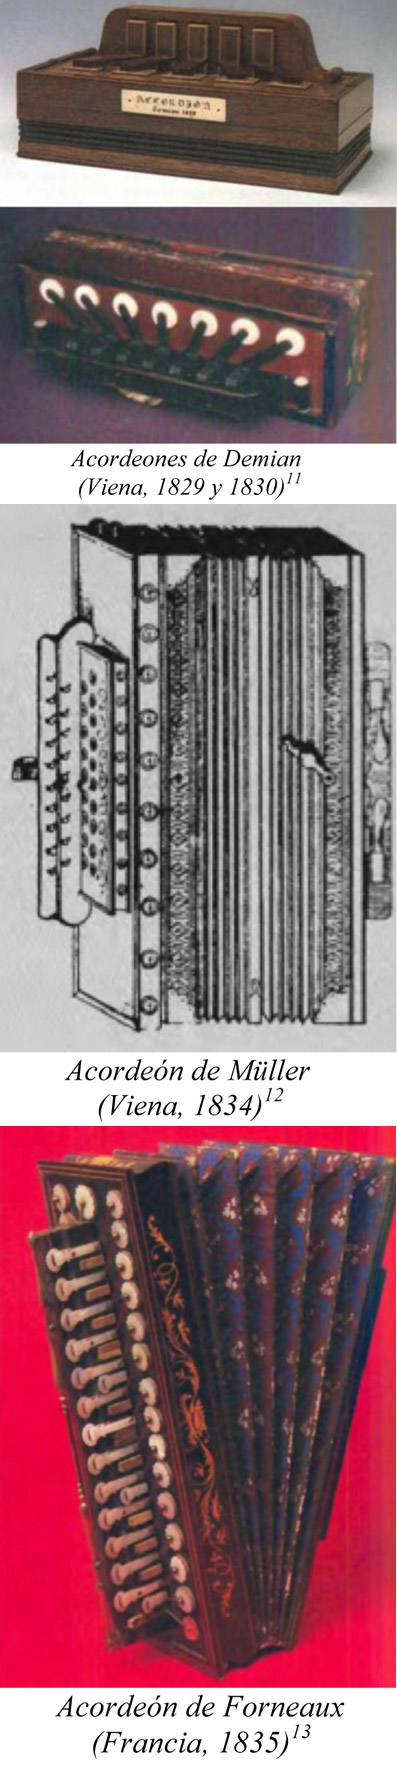 ACCORDION
Demian 1829
Acordeones de Demian
(Viena, 1829 y 1830)11
Acordeón de Müller
(Viena, 1834)12
Acordeón de Forneaux
(Francia, 1835)13